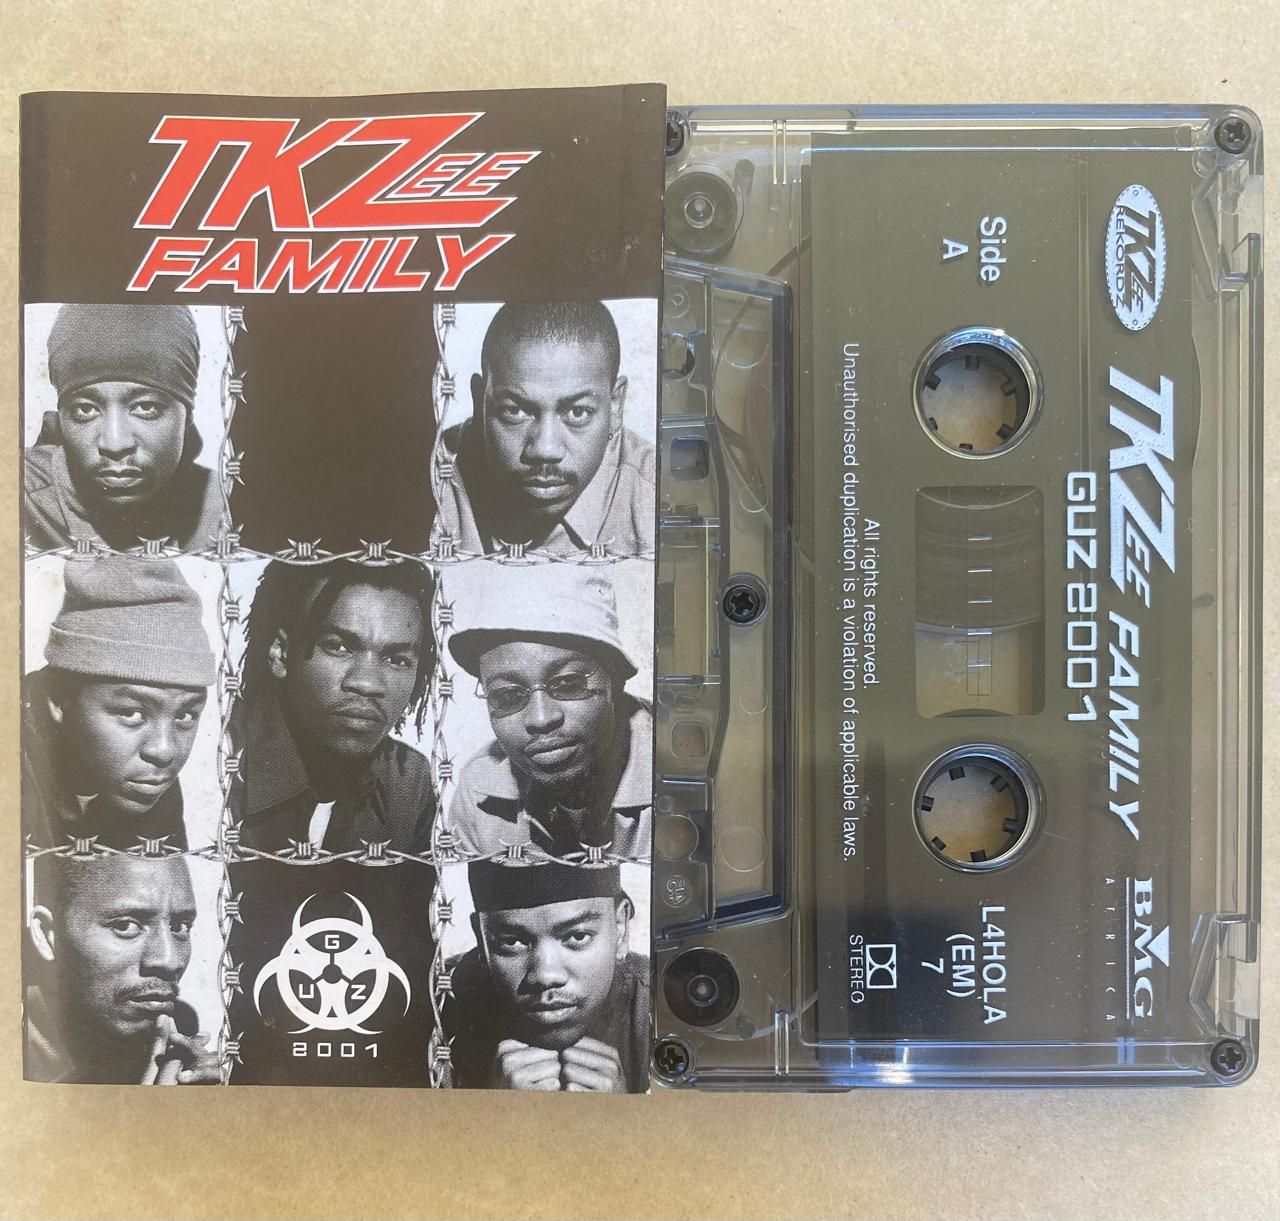 TKZEE
FAMILY
G
U Z
2001
TKZEE
REKORDZ
TKZEE FAMILY
GUZ 2001
BMG
AFRICA
Side
A
L4HOLA
(EM)
7
All rights reserved.
Unauthorised duplication is a violation of applicable laws.
STEREO